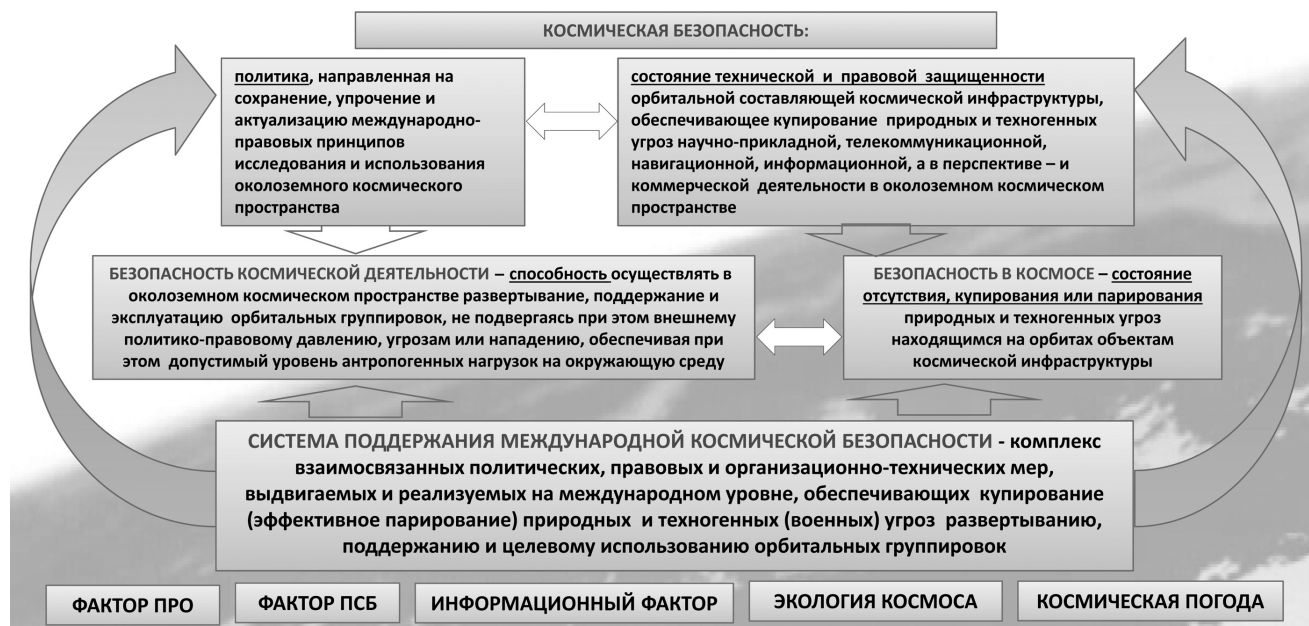 КОСМИЧЕСКАЯ БЕЗОПАСНОСТЬ:
политика, направленная на
сохранение, упрочение и
актуализацию международно-
правовых принципов
исследования и использования
околоземного космического
пространства
состояние технической и правовой защищенности
орбитальной составляющей космической инфраструктуры,
обеспечивающее купирование природных и техногенных
угроз научно-прикладной, телекоммуникационной,
навигационной, информационной, а в перспективе – и
коммерческой деятельности в околоземном космическом
пространстве
БЕЗОПАСНОСТЬ КОСМИЧЕСКОЙ ДЕЯТЕЛЬНОСТИ – способность осуществлять в
околоземном космическом пространстве развертывание, поддержание и
эксплуатацию орбитальных группировок, не подвергаясь при этом внешнему
политико-правовому давлению, угрозам или нападению, обеспечивая при
этом допустимый уровень антропогенных нагрузок на окружающую среду
БЕЗОПАСНОСТЬ В КОСМОСЕ – состояние
отсутствия, купирования или парирования
природных и техногенных угроз
находящимся на орбитах объектам
космической инфраструктуры
СИСТЕМА ПОДДЕРЖАНИЯ МЕЖДУНАРОДНОЙ КОСМИЧЕСКОЙ БЕЗОПАСНОСТИ - комплекс
взаимосвязанных политических, правовых и организационно-технических мер,
выдвигаемых и реализуемых на международном уровне, обеспечивающих купирование
(эффективное парирование) природных и техногенных (военных) угроз развертыванию,
поддержанию и целевому использованию орбитальных группировок
ФАКТОР ПРО
ФАКТОР ПСБ
ИНФОРМАЦИОННЫЙ ФАКТОР
ЭКОЛОГИЯ КОСМОСА
КОСМИЧЕСКАЯ ПОГОДА